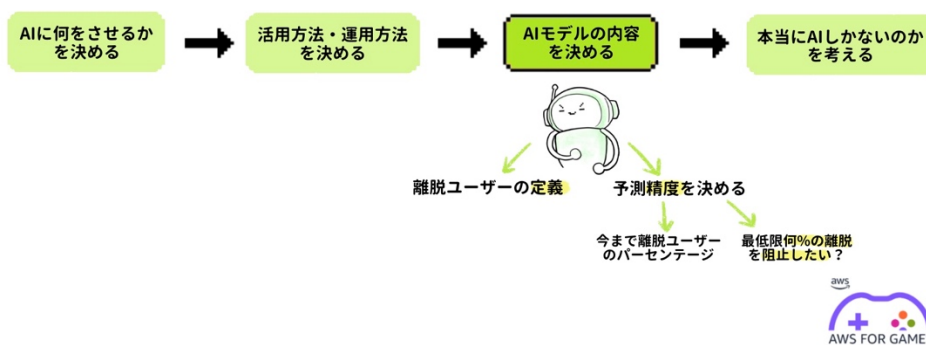 AIに何をさせるか
を決める
活用方法・運用方法
を決める
AIモデルの内容
を決める
本当にAIしかないのか
を考える
離脱ユーザーの定義
予測精度を決める
今まで離脱ユーザー
のパーセンテージ
最低限何%の離脱
を阻止したい？
aws
AWS FOR GAME